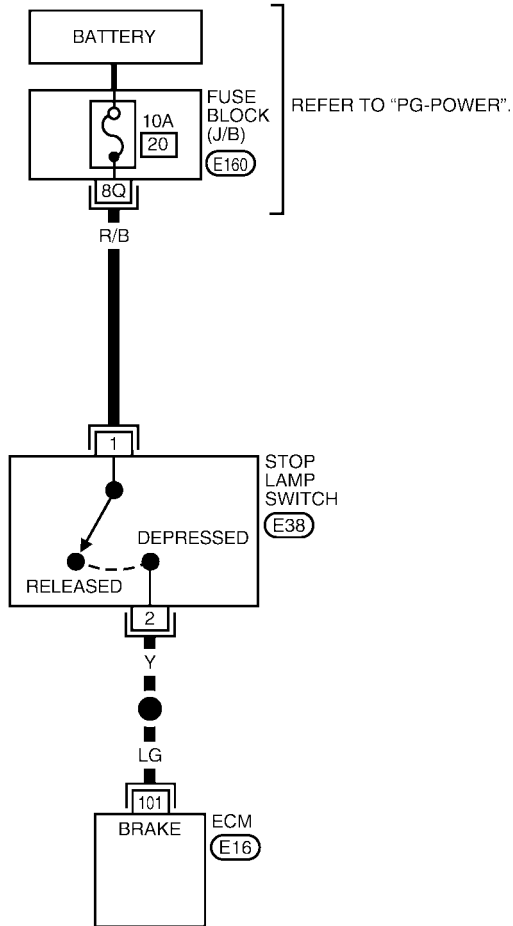 BATTERY
FUSE
BLOCK
(J/B)
REFER TO “PG-POWER”.
10A
20
E160
8Q
R/B
1
STOP
LAMP
SWITCH
E38
DEPRESSED
RELEASED
2
Y
LG
101
BRAKE
ECM
E16